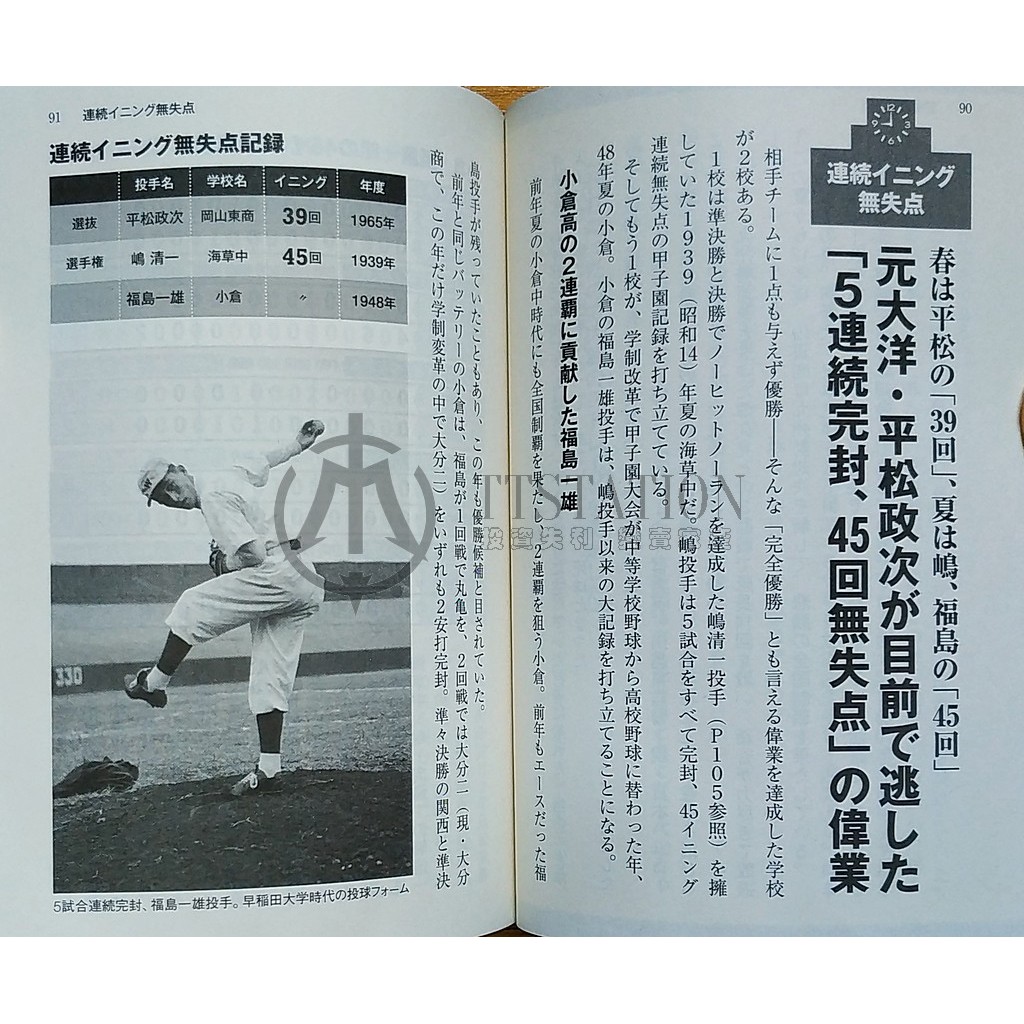 90
連続イニング
無失点
春は平松の「39回」、夏は嶋、福島の「45回」
元大洋・平松政次が目前で逃した
「5連続完封、45回無失点」の偉業
相手チームに1点も与えず優勝――そんな「完全優勝」とも言える偉業を達成した学校
が2校ある。
1校は準決勝と決勝でノーヒットノーランを達成した嶋清一投手（P105参照）を擁
していた1939（昭和14）年夏の海草中だ。嶋投手は5試合をすべて完封、45イニング
連続無失点の甲子園記録を打ち立てている。
そしてもう1校が、学制改革で甲子園大会が中等学校野球から高校野球に替わった年、
48年夏の小倉。小倉の福島一雄投手は、嶋投手以来の大記録を打ち立てることになる。
小倉高の2連覇に貢献した福島一雄
前年夏の小倉中時代にも全国制覇を果たし、2連覇を狙う小倉。前年もエースだった福
91 連続イニング無失点
連続イニング無失点記録
投手名 学校名 イニング 年度
選抜 平松政次 岡山東商 39回 1965年
選手権 嶋 清一 海草中 45回 1939年
福島一雄 小倉 〃 1948年
島投手が残っていたこともあり、この年も優勝候補と目されていた。
前年と同じバッテリーの小倉は、福島が1回戦で丸亀を、2回戦では大分二（現・大分
商で、この年だけ学制変革の中で大分二）をいずれも2安打完封。準々決勝の関西と準決
330
5試合連続完封、福島一雄投手。早稲田大学時代の投球フォーム
TTSTATION